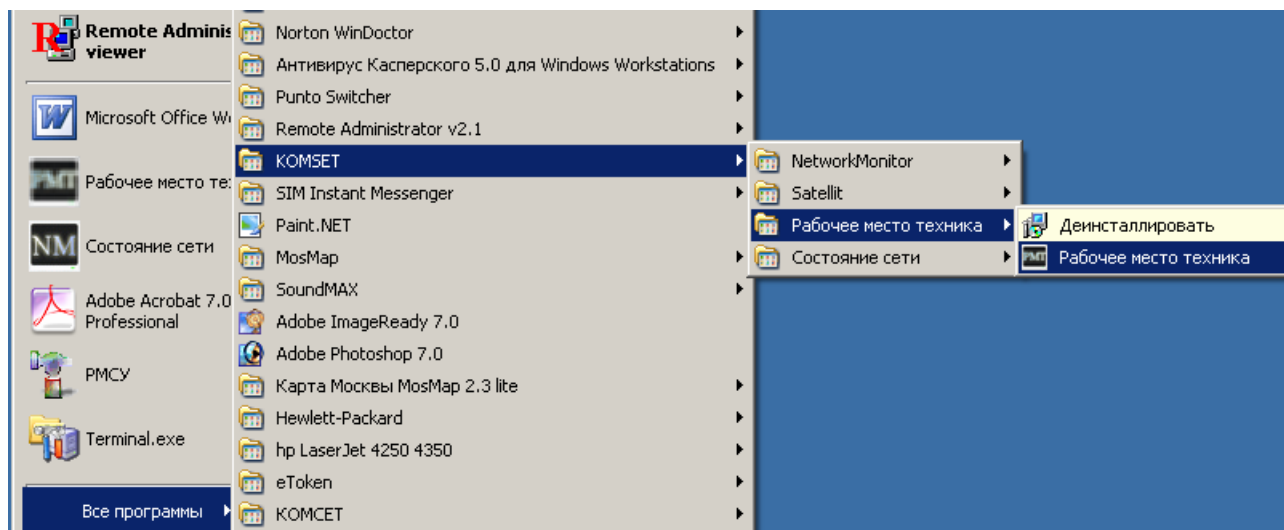 Remote Adminis
viewer
Microsoft Office W
Рабочее место те
Состояние сети
Adobe Acrobat 7.0
Professional
РМСУ
Terminal.exe
Все программы
Norton WinDoctor
Антивирус Касперского 5.0 для Windows Workstations
Punto Switcher
Remote Administrator v2.1
KOMSET
SIM Instant Messenger
Paint.NET
MosMap
SoundMAX
Adobe ImageReady 7.0
Adobe Photoshop 7.0
Карта Москвы MosMap 2.3 lite
Hewlett-Packard
hp LaserJet 4250 4350
eToken
КОМСЕТ
NetworkMonitor
Satellit
Рабочее место техника
Состояние сети
Деинсталлировать
Рабочее место техника